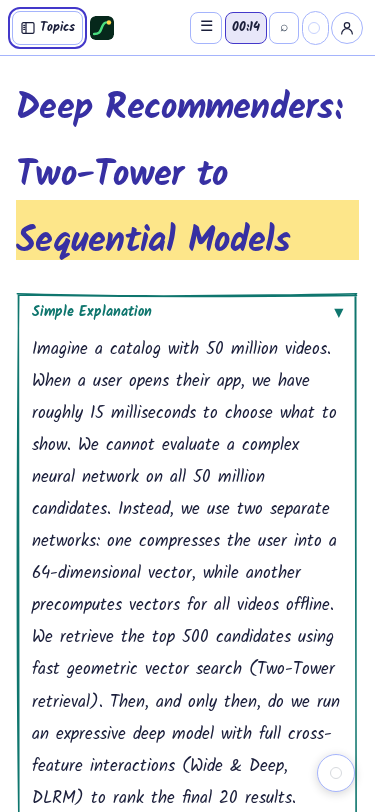 Topics
☰
00:14
⌕
Deep Recommenders:
Two-Tower to
Sequential Models
Simple Explanation ▼
Imagine a catalog with 50 million videos.
When a user opens their app, we have
roughly 15 milliseconds to choose what to
show. We cannot evaluate a complex
neural network on all 50 million
candidates. Instead, we use two separate
networks: one compresses the user into a
64-dimensional vector, while another
precomputes vectors for all videos offline.
We retrieve the top 500 candidates using
fast geometric vector search (Two-Tower
retrieval). Then, and only then, do we run
an expressive deep model with full cross-
feature interactions (Wide & Deep,
DLRM) to rank the final 20 results.